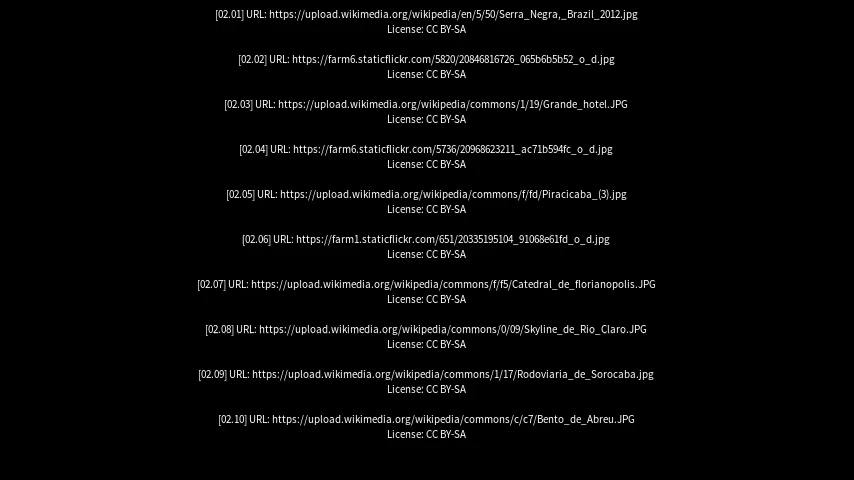 [02.01] URL: https://upload.wikimedia.org/wikipedia/en/5/50/Serra_Negra,_Brazil_2012.jpg
License: CC BY-SA
[02.02] URL: https://farm6.staticflickr.com/5820/20846816726_065b6b5b52_o_d.jpg
License: CC BY-SA
[02.03] URL: https://upload.wikimedia.org/wikipedia/commons/1/19/Grande_hotel.JPG
License: CC BY-SA
[02.04] URL: https://farm6.staticflickr.com/5736/20968623211_ac71b594fc_o_d.jpg
License: CC BY-SA
[02.05] URL: https://upload.wikimedia.org/wikipedia/commons/f/fd/Piracicaba_(3).jpg
License: CC BY-SA
[02.06] URL: https://farm1.staticflickr.com/651/20335195104_91068e61fd_o_d.jpg
License: CC BY-SA
[02.07] URL: https://upload.wikimedia.org/wikipedia/commons/f/f5/Catedral_de_florianopolis.JPG
License: CC BY-SA
[02.08] URL: https://upload.wikimedia.org/wikipedia/commons/0/09/Skyline_de_Rio_Claro.JPG
License: CC BY-SA
[02.09] URL: https://upload.wikimedia.org/wikipedia/commons/1/17/Rodoviaria_de_Sorocaba.jpg
License: CC BY-SA
[02.10] URL: https://upload.wikimedia.org/wikipedia/commons/c/c7/Bento_de_Abreu.JPG
License: CC BY-SA